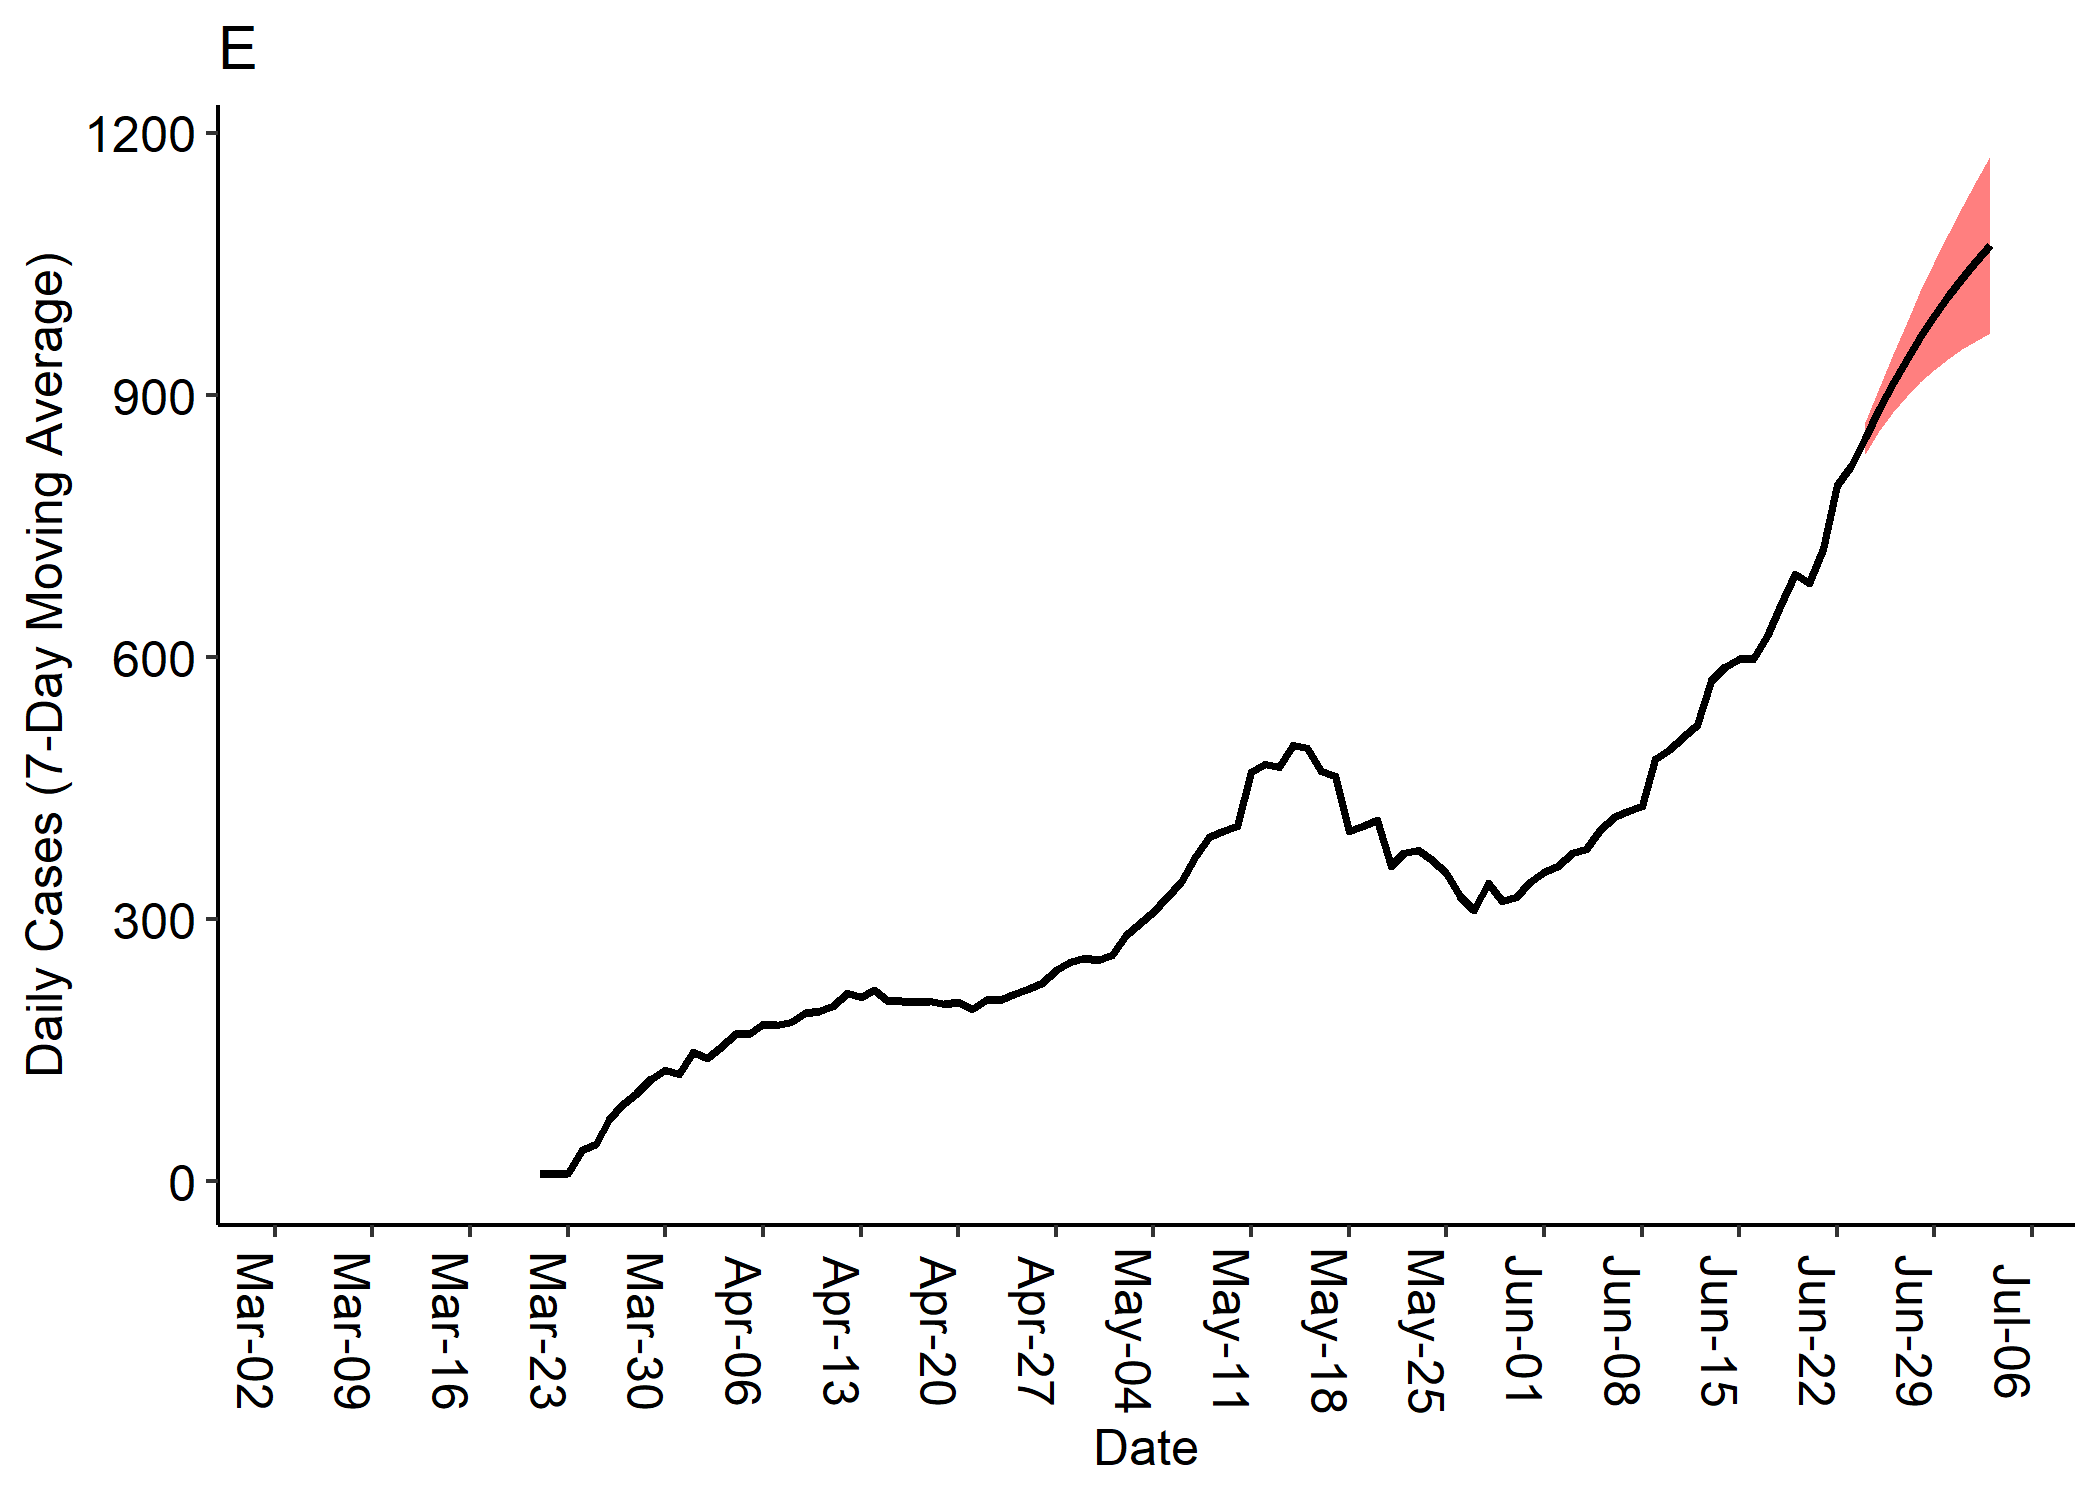 E
1200
900
600
300
0
Daily Cases (7-Day Moving Average)
Mar-02
Mar-09
Mar-16
Mar-23
Mar-30
Apr-06
Apr-13
Apr-20
Apr-27
May-04
May-11
May-18
May-25
Jun-01
Jun-08
Jun-15
Jun-22
Jun-29
Jul-06
Date